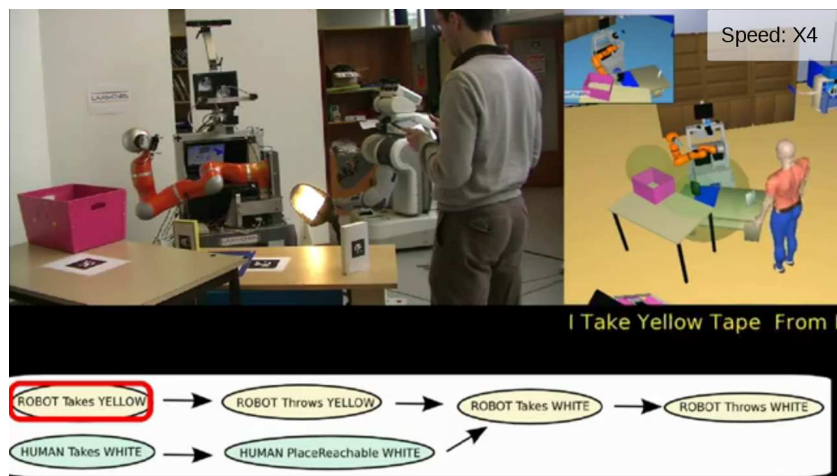 Speed: X4
I Take Yellow Tape From
ROBOT Takes YELLOW
ROBOT Throws YELLOW
ROBOT Takes WHITE
ROBOT Throws WHITE
HUMAN Takes WHITE
HUMAN PlaceReachable WHITE